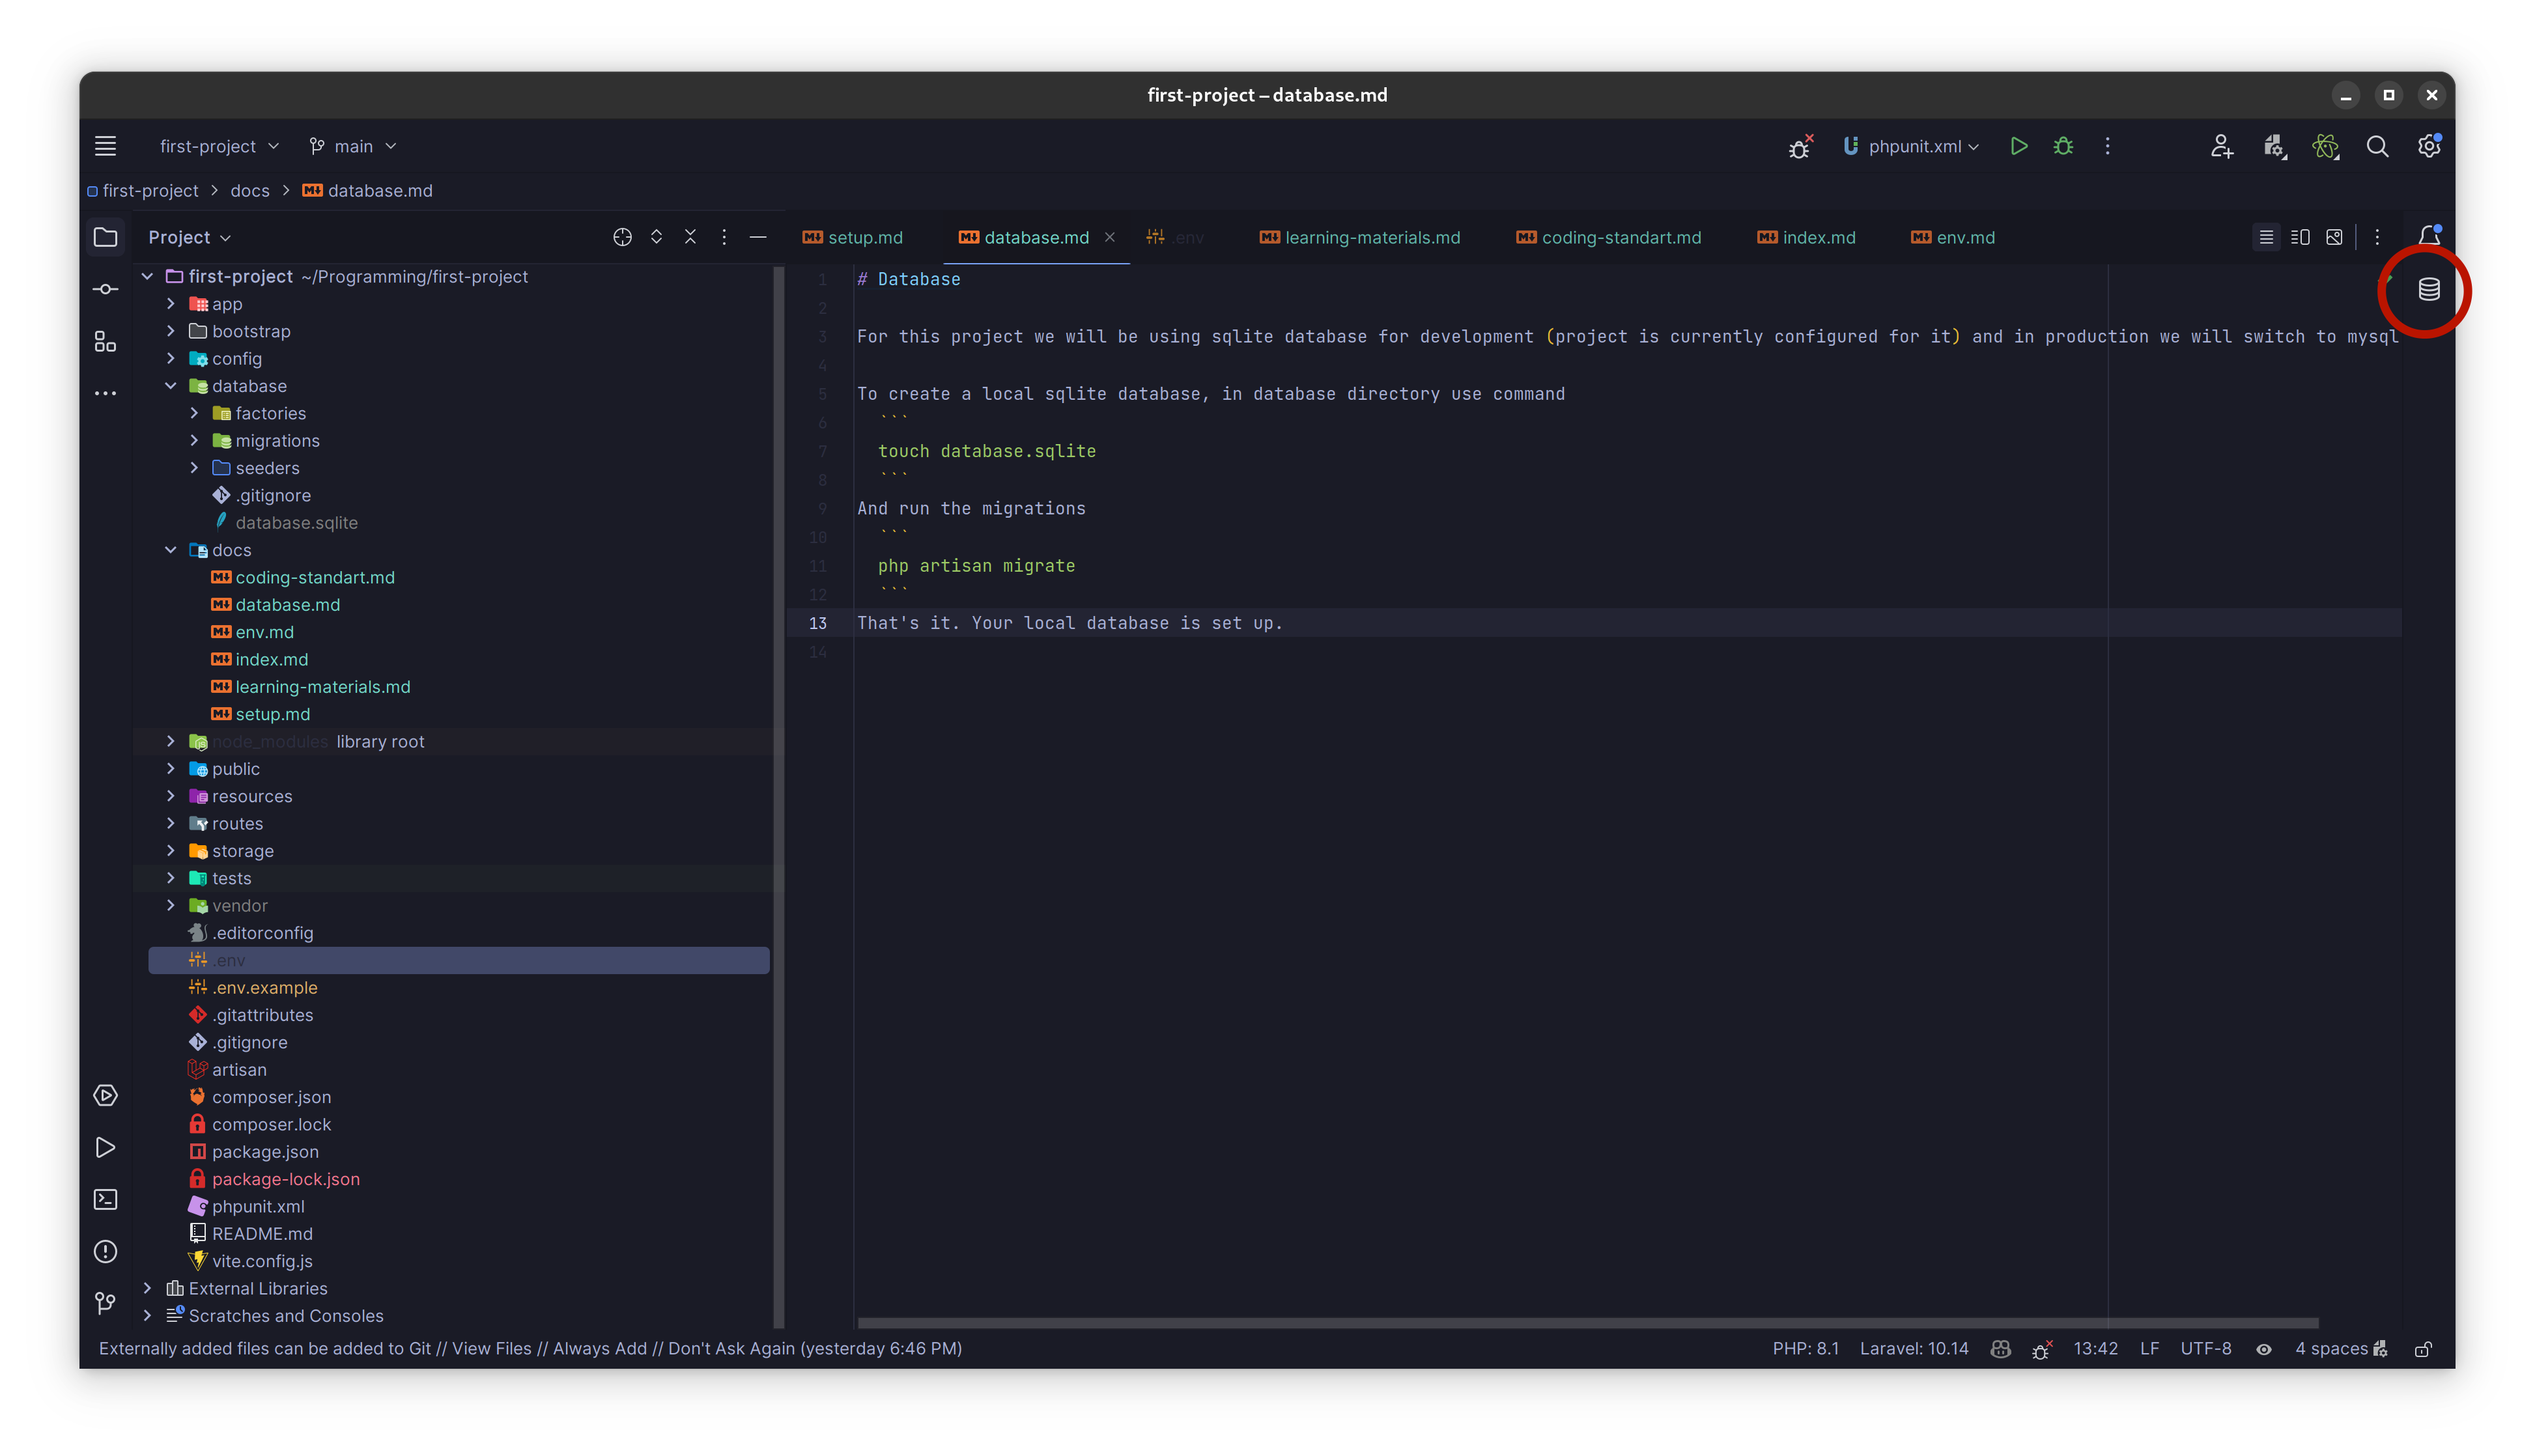 first-project – database.md
first-project
main
phpunit.xml
first-project > docs > database.md
Project
setup.md
database.md
.env
learning-materials.md
coding-standart.md
index.md
env.md
first-project ~/Programming/first-project
app
bootstrap
config
database
factories
migrations
seeders
.gitignore
database.sqlite
docs
coding-standart.md
database.md
env.md
index.md
learning-materials.md
setup.md
node_modules library root
public
resources
routes
storage
tests
vendor
.editorconfig
.env
.env.example
.gitattributes
.gitignore
artisan
composer.json
composer.lock
package.json
package-lock.json
phpunit.xml
README.md
vite.config.js
External Libraries
Scratches and Consoles
1 # Database
2
3 For this project we will be using sqlite database for development (project is currently configured for it) and in production we will switch to mysql
4
5 To create a local sqlite database, in database directory use command
6 ```
7 touch database.sqlite
8 ```
9 And run the migrations
10 ```
11 php artisan migrate
12 ```
13 That's it. Your local database is set up.
14
Externally added files can be added to Git // View Files // Always Add // Don't Ask Again (yesterday 6:46 PM)
PHP: 8.1
Laravel: 10.14
13:42
LF
UTF-8
4 spaces